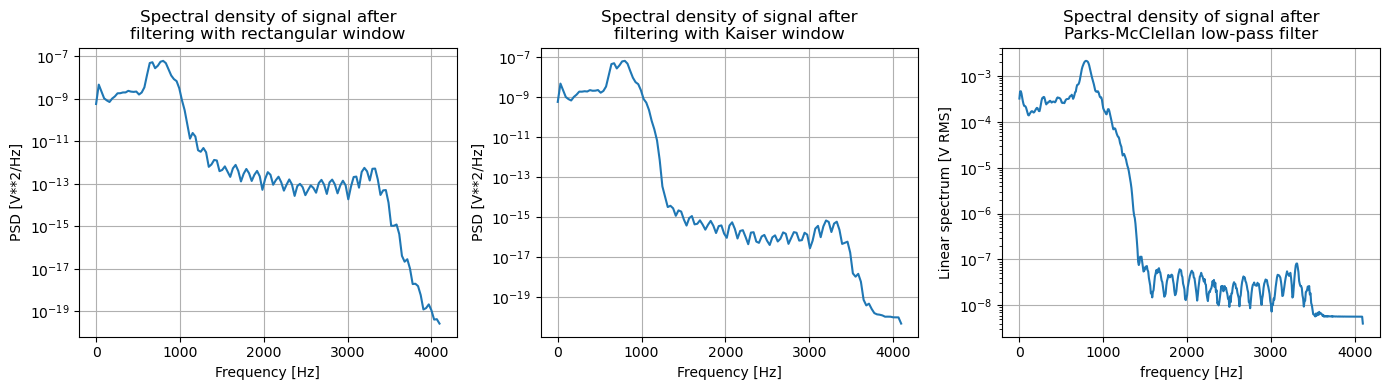 Spectral density of signal after
filtering with rectangular window
PSD [V**2/Hz]
10⁻⁷
10⁻⁹
10⁻¹¹
10⁻¹³
10⁻¹⁵
10⁻¹⁷
10⁻¹⁹
0 1000 2000 3000 4000
Frequency [Hz]
Spectral density of signal after
filtering with Kaiser window
PSD [V**2/Hz]
10⁻⁷
10⁻⁹
10⁻¹¹
10⁻¹³
10⁻¹⁵
10⁻¹⁷
10⁻¹⁹
0 1000 2000 3000 4000
Frequency [Hz]
Spectral density of signal after
Parks-McClellan low-pass filter
Linear spectrum [V RMS]
10⁻³
10⁻⁴
10⁻⁵
10⁻⁶
10⁻⁷
10⁻⁸
0 1000 2000 3000 4000
frequency [Hz]